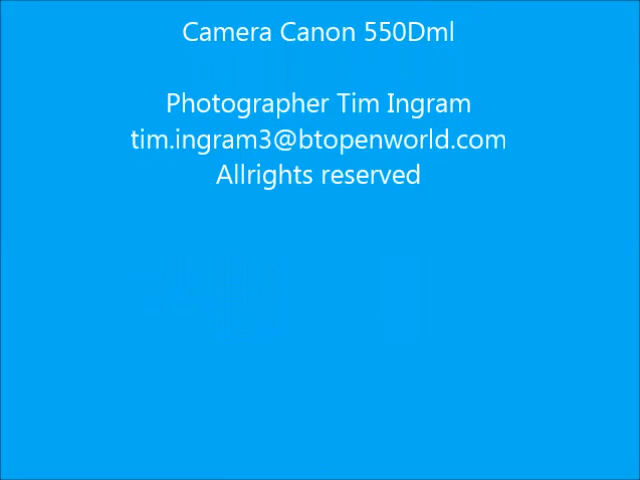 Camera Canon 550Dml
Photographer Tim Ingram
tim.ingram3@btopenworld.com
Allrights reserved